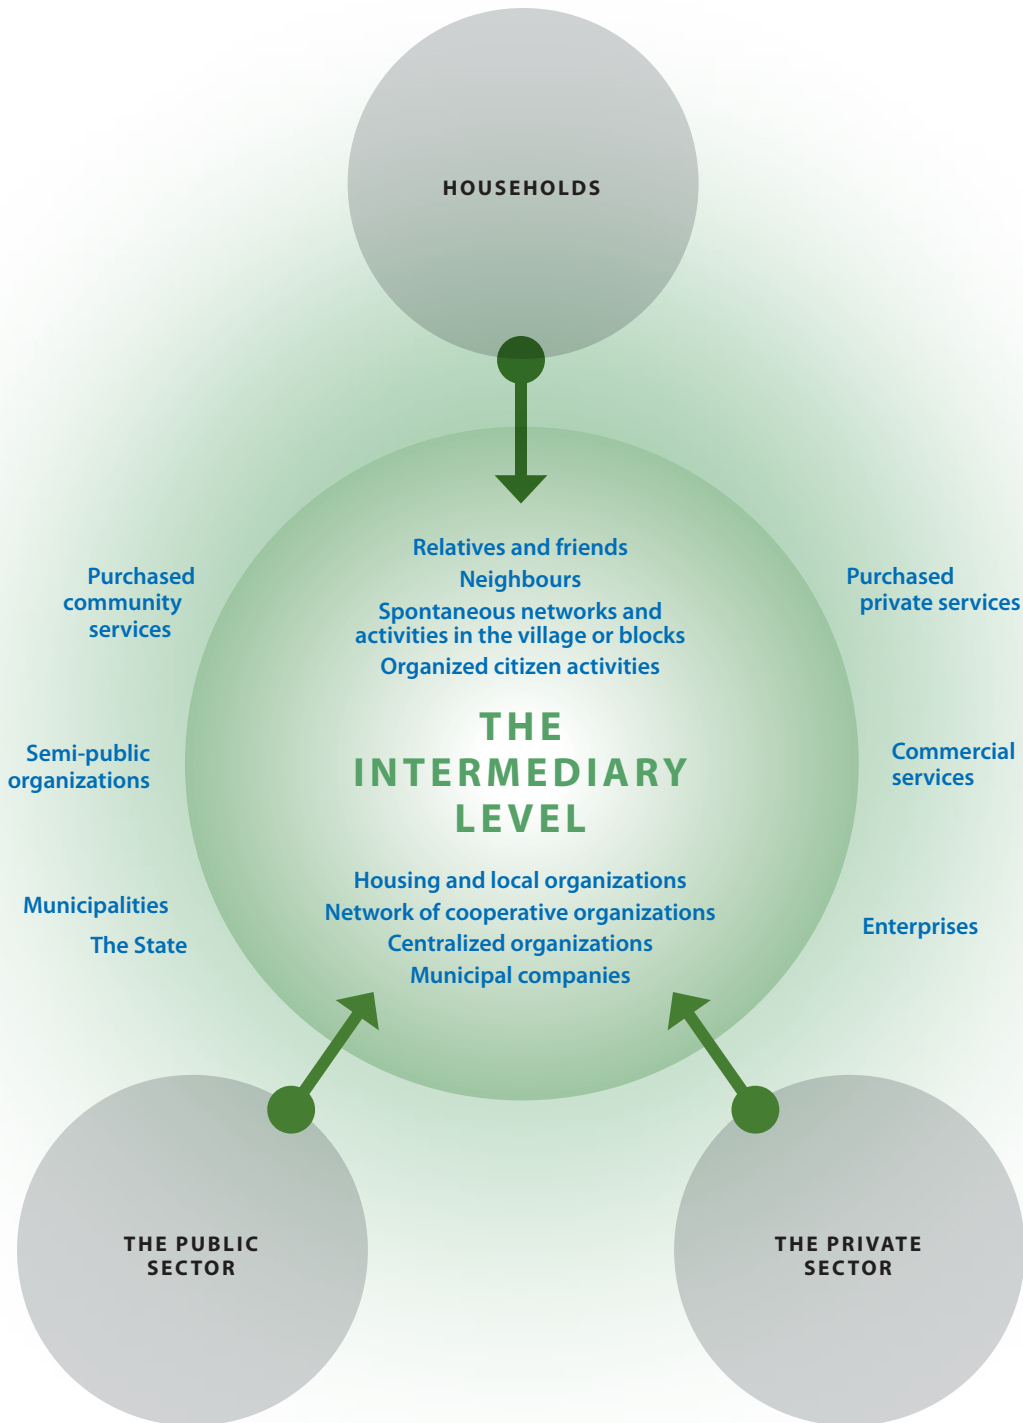 HOUSEHOLDS
Relatives and friends
Neighbours
Spontaneous networks and
activities in the village or blocks
Organized citizen activities
Purchased
community
services
Purchased
private services
THE
INTERMEDIARY
LEVEL
Semi-public
organizations
Commercial
services
Housing and local organizations
Network of cooperative organizations
Centralized organizations
Municipal companies
Municipalities
The State
Enterprises
THE PUBLIC
SECTOR
THE PRIVATE
SECTOR